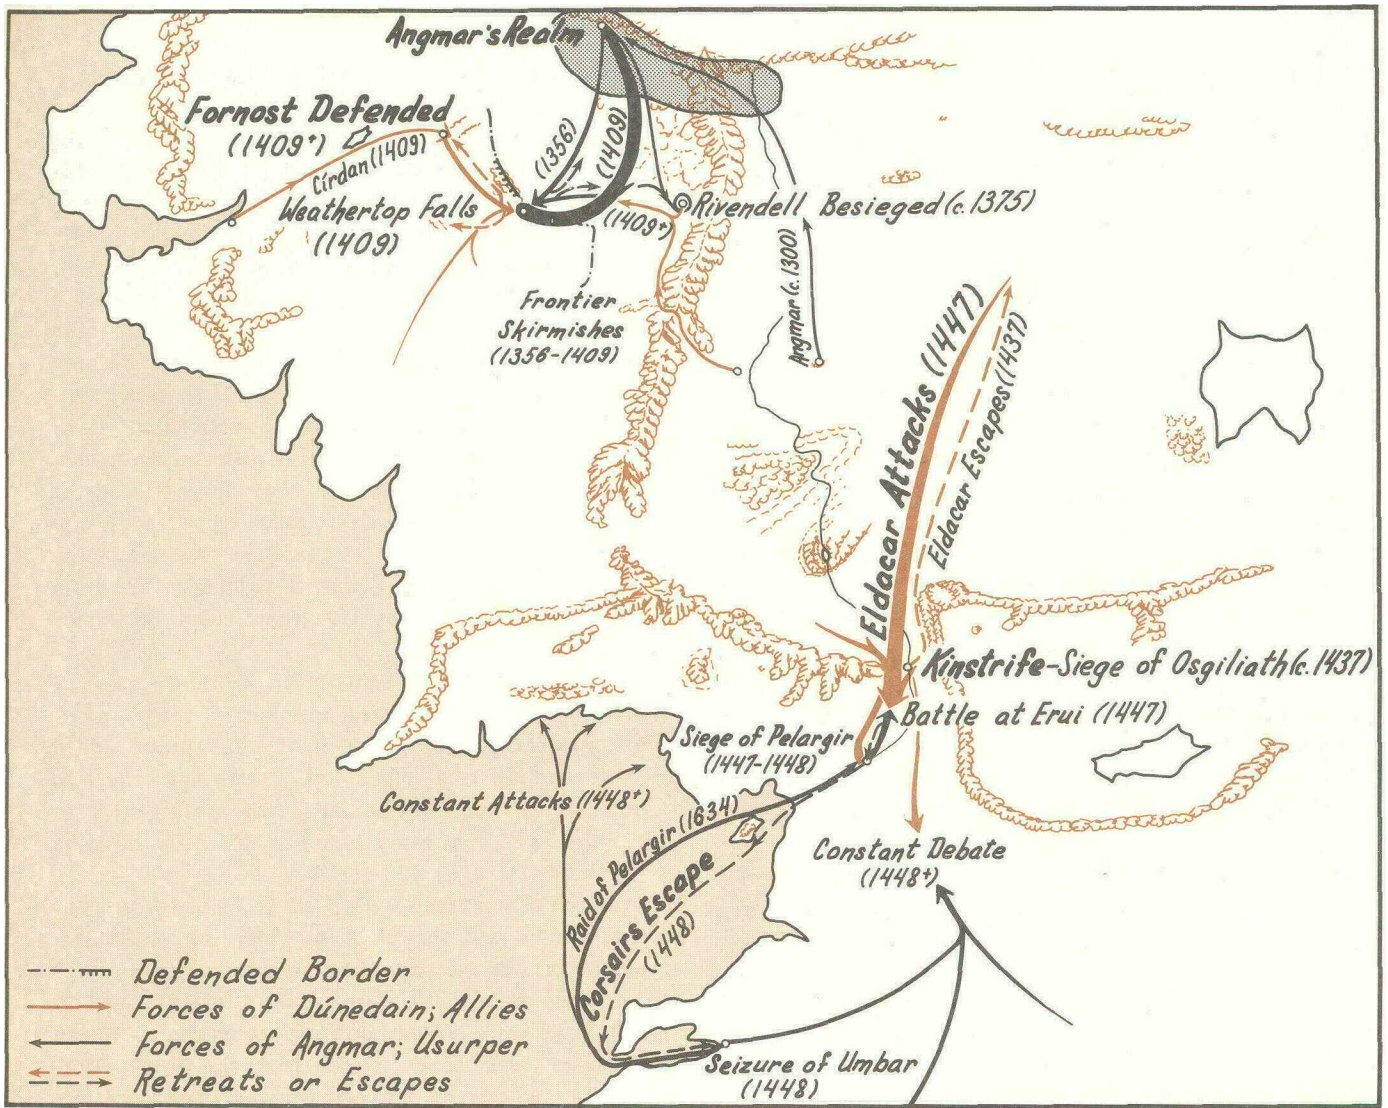 Angmar's Realm
Fornost Defended
(1409+)
Círdan (1409)
(1356)
(1409)
Weathertop Falls
(1409)
(1409+)
Rivendell Besieged (c. 1375)
Angmar (c. 1300)
Frontier
Skirmishes
(1356-1409)
Eldacar Attacks (1447)
Eldacar Escapes (1437)
Kinstrife-Siege of Osgiliath (c. 1437)
Battle at Erui (1447)
Siege of Pelargir
(1447-1448)
Constant Attacks (1448+)
Raid of Pelargir (1634)
Corsairs Escape
(1448)
Constant Debate
(1448+)
Seizure of Umbar
(1448)
Defended Border
Forces of Dúnedain; Allies
Forces of Angmar; Usurper
Retreats or Escapes